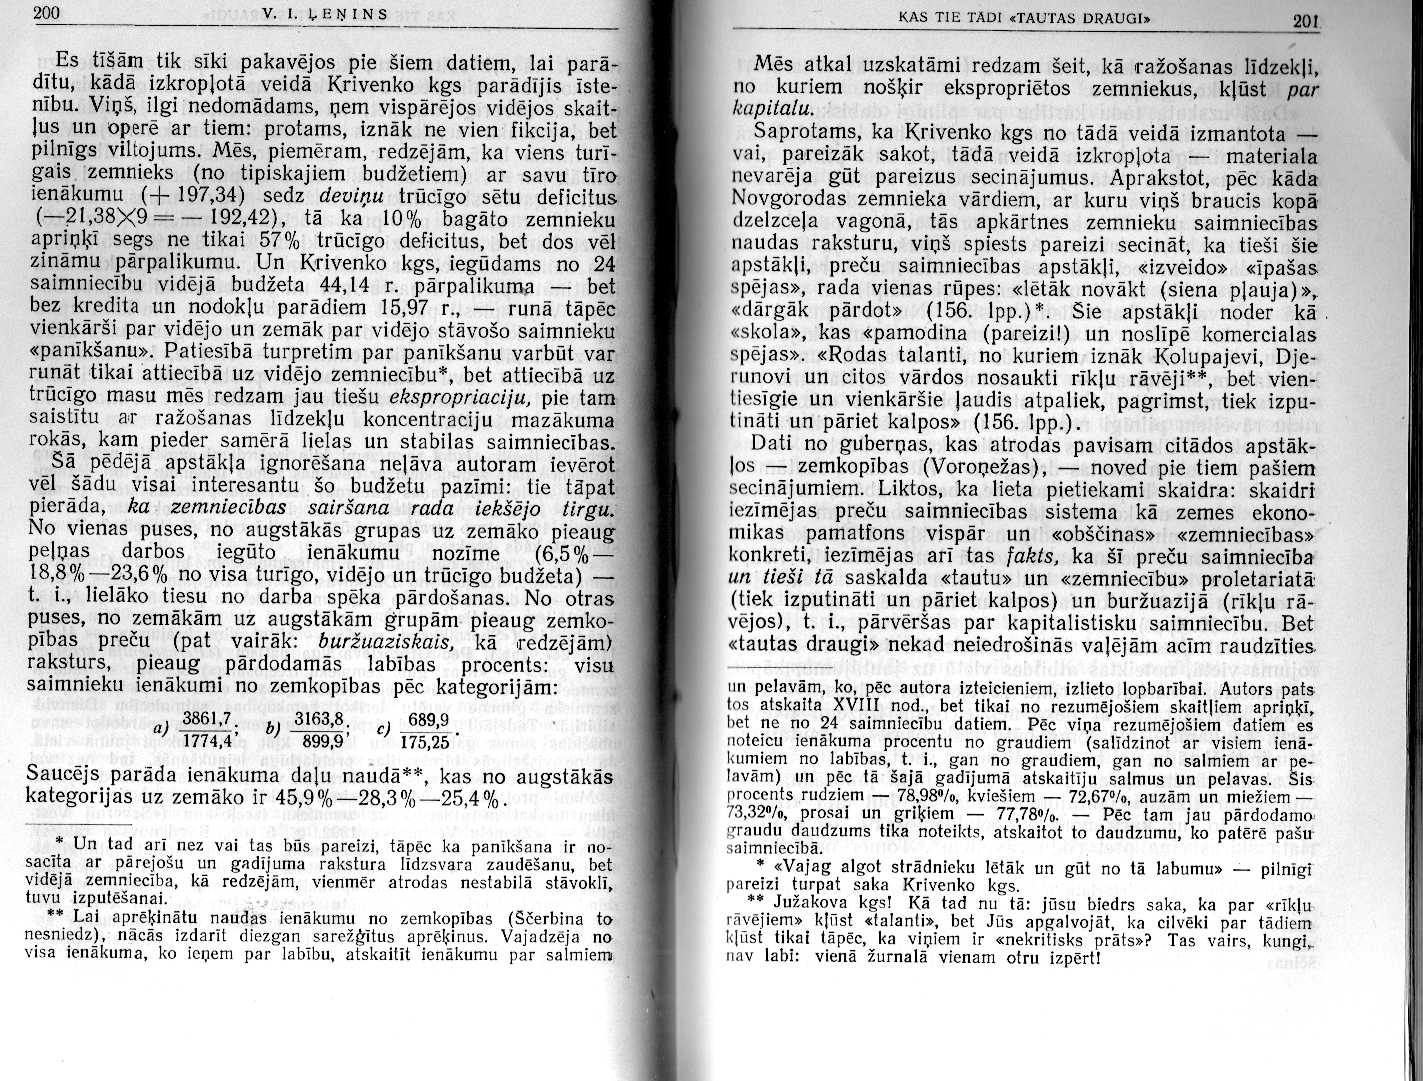 200
V. I. ĻEŅINS
Es tīšām tik sīki pakavējos pie šiem datiem, lai parā-
dītu, kādā izkropļotā veidā Krivenko kgs parādījis īste-
nību. Viņš, ilgi nedomādams, ņem vispārējos vidējos skait-
ļus un operē ar tiem: protams, iznāk ne vien fikcija, bet
pilnīgs viltojums. Mēs, piemēram, redzējām, ka viens turī-
gais zemnieks (no tipiskajiem budžetiem) ar savu tīro
ienākumu (+ 197,34) sedz deviņu trūcīgo sētu deficitus
(—21,38×9 = — 192,42), tā ka 10% bagāto zemnieku
apriņķī segs ne tikai 57% trūcīgo deficitus, bet dos vēl
zināmu pārpalikumu. Un Krivenko kgs, iegūdams no 24
saimniecību vidējā budžeta 44,14 r. pārpalikuma — bet
bez kredita un nodokļu parādiem 15,97 r., — runā tāpēc
vienkārši par vidējo un zemāk par vidējo stāvošo saimnieku
«panīkšanu». Patiesībā turpretim par panīkšanu varbūt var
runāt tikai attiecībā uz vidējo zemniecību*, bet attiecībā uz
trūcīgo masu mēs redzam jau tiešu ekspropriaciju, pie tam
saistītu ar ražošanas līdzekļu koncentraciju mazākuma
rokās, kam pieder samērā lielas un stabilas saimniecības.
Šā pēdējā apstākļa ignorēšana neļāva autoram ievērot
vēl šādu visai interesantu šo budžetu pazīmi: tie tāpat
pierāda, ka zemniecības sairšana rada iekšējo tirgu.
No vienas puses, no augstākās grupas uz zemāko pieaug
peļņas darbos iegūto ienākumu nozīme (6,5% —
18,8%—23,6% no visa turīgo, vidējo un trūcīgo budžeta) —
t. i., lielāko tiesu no darba spēka pārdošanas. No otras
puses, no zemākām uz augstākām grupām pieaug zemko-
pības preču (pat vairāk: buržuaziskais, kā redzējām)
raksturs, pieaug pārdodamās labības procents: visu
saimnieku ienākumi no zemkopības pēc kategorijām:
a) 3861,7/1774,4; b) 3163,8/899,9; c) 689,9/175,25.
Saucējs parāda ienākuma daļu naudā**, kas no augstākās
kategorijas uz zemāko ir 45,9%—28,3%—25,4%.
* Un tad arī nez vai tas būs pareizi, tāpēc ka panīkšana ir no-
sacīta ar pārejošu un gadījuma rakstura līdzsvara zaudēšanu, bet
vidējā zemniecība, kā redzējām, vienmēr atrodas nestabilā stāvoklī,
tuvu izputēšanai.
** Lai aprēķinātu naudas ienākumu no zemkopības (Ščerbina to
nesniedz), nācās izdarīt diezgan sarežģītus aprēķinus. Vajadzēja no
visa ienākuma, ko ieņem par labību, atskaitīt ienākumu par salmiem
KAS TIE TĀDI «TAUTAS DRAUGI»
201
Mēs atkal uzskatāmi redzam šeit, kā ražošanas līdzekļi,
no kuriem nošķir ekspropriētos zemniekus, kļūst par
kapitalu.
Saprotams, ka Krivenko kgs no tādā veidā izmantota —
vai, pareizāk sakot, tādā veidā izkropļota — materiala
nevarēja gūt pareizus secinājumus. Aprakstot, pēc kāda
Novgorodas zemnieka vārdiem, ar kuru viņš braucis kopā
dzelzceļa vagonā, tās apkārtnes zemnieku saimniecības
naudas raksturu, viņš spiests pareizi secināt, ka tieši šie
apstākļi, preču saimniecības apstākļi, «izveido» «īpašas
spējas», rada vienas rūpes: «lētāk novākt (siena pļauja)»,
«dārgāk pārdot» (156. lpp.)*. Šie apstākļi noder kā
«skola», kas «pamodina (pareizi!) un noslīpē komercialas
spējas». «Rodas talanti, no kuriem iznāk Kolupajevi, Dje-
runovi un citos vārdos nosaukti rīkļu rāvēji**, bet vien-
tiesīgie un vienkāršie ļaudis atpaliek, pagrimst, tiek izpu-
tināti un pāriet kalpos» (156. lpp.).
Dati no guberņas, kas atrodas pavisam citādos apstāk-
ļos — zemkopības (Voroņežas), — noved pie tiem pašiem
secinājumiem. Liktos, ka lieta pietiekami skaidra: skaidri
iezīmējas preču saimniecības sistema kā zemes ekono-
mikas pamatfons vispār un «obščinas» «zemniecības»
konkreti, iezīmējas arī tas fakts, ka šī preču saimniecība
un tieši tā saskalda «tautu» un «zemniecību» proletariatā
(tiek izputināti un pāriet kalpos) un buržuazijā (rīkļu rā-
vējos), t. i., pārvēršas par kapitalistisku saimniecību. Bet
«tautas draugi» nekad neiedrošinās vaļējām acīm raudzīties
un pelavām, ko, pēc autora izteicieniem, izlieto lopbarībai. Autors pats
tos atskaita XVIII nod., bet tikai no rezumējošiem skaitļiem apriņķī,
bet ne no 24 saimniecību datiem. Pēc viņa rezumējošiem datiem es
noteicu ienākuma procentu no graudiem (salīdzinot ar visiem ienā-
kumiem no labības, t. i., gan no graudiem, gan no salmiem ar pe-
lavām) un pēc tā šajā gadījumā atskaitīju salmus un pelavas. Šis
procents rudziem — 78,98%, kviešiem — 72,67%, auzām un miežiem —
73,32%, prosai un griķiem — 77,78%. — Pēc tam jau pārdodamo
graudu daudzums tika noteikts, atskaitot to daudzumu, ko patērē pašu
saimniecībā.
* «Vajag algot strādnieku lētāk un gūt no tā labumu» — pilnīgi
pareizi turpat saka Krivenko kgs.
** Južakova kgs! Kā tad nu tā: jūsu biedrs saka, ka par «rīkļu
rāvējiem» kļūst «talanti», bet Jūs apgalvojāt, ka cilvēki par tādiem
kļūst tikai tāpēc, ka viņiem ir «nekritisks prāts»? Tas vairs, kungi,
nav labi: vienā žurnalā vienam otru izpērt!